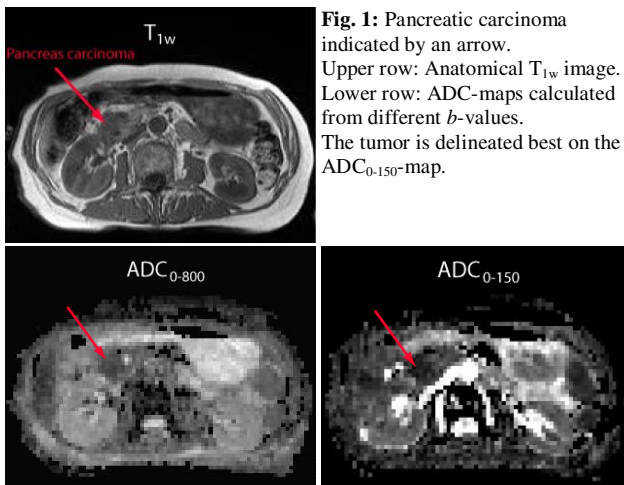 T1w
Pancreas carcinoma
Fig. 1: Pancreatic carcinoma
indicated by an arrow.
Upper row: Anatomical T1w image.
Lower row: ADC-maps calculated
from different b-values.
The tumor is delineated best on the
ADC0-150-map.
ADC0-800
ADC0-150